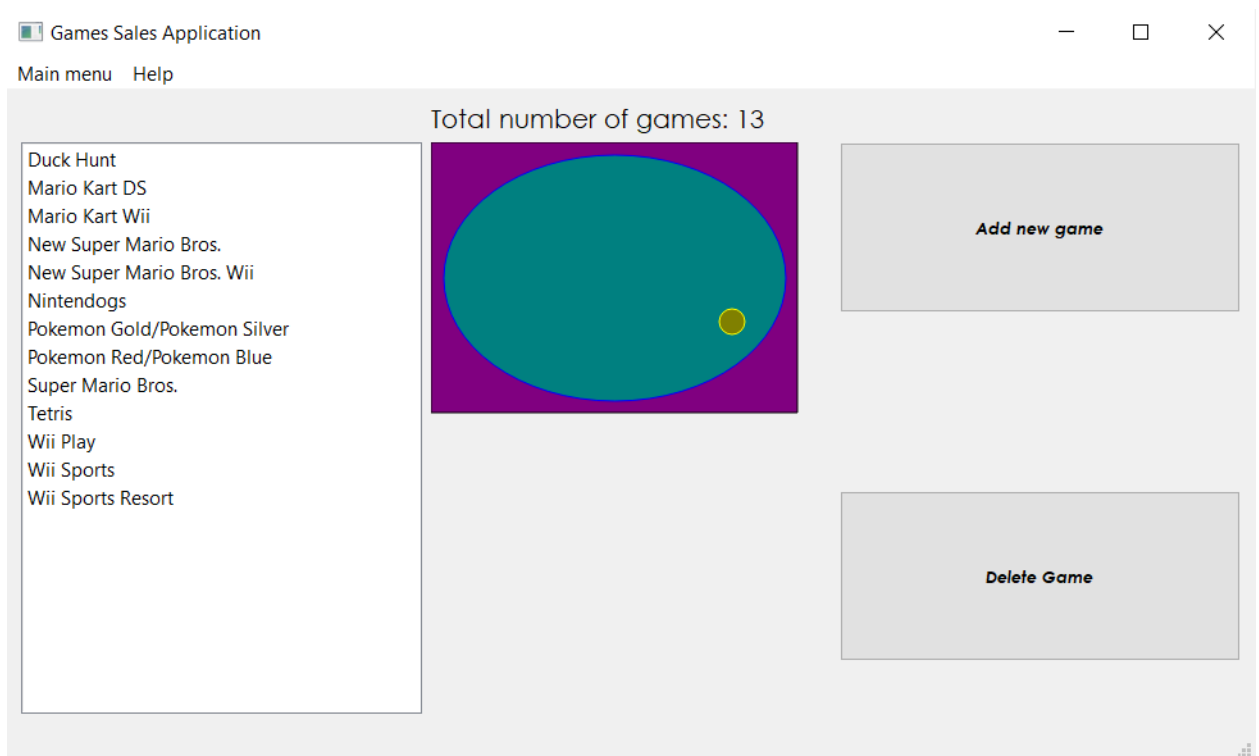 Games Sales Application
Main menu Help
Total number of games: 13
Duck Hunt
Mario Kart DS
Mario Kart Wii
New Super Mario Bros.
New Super Mario Bros. Wii
Nintendogs
Pokemon Gold/Pokemon Silver
Pokemon Red/Pokemon Blue
Super Mario Bros.
Tetris
Wii Play
Wii Sports
Wii Sports Resort
Add new game
Delete Game